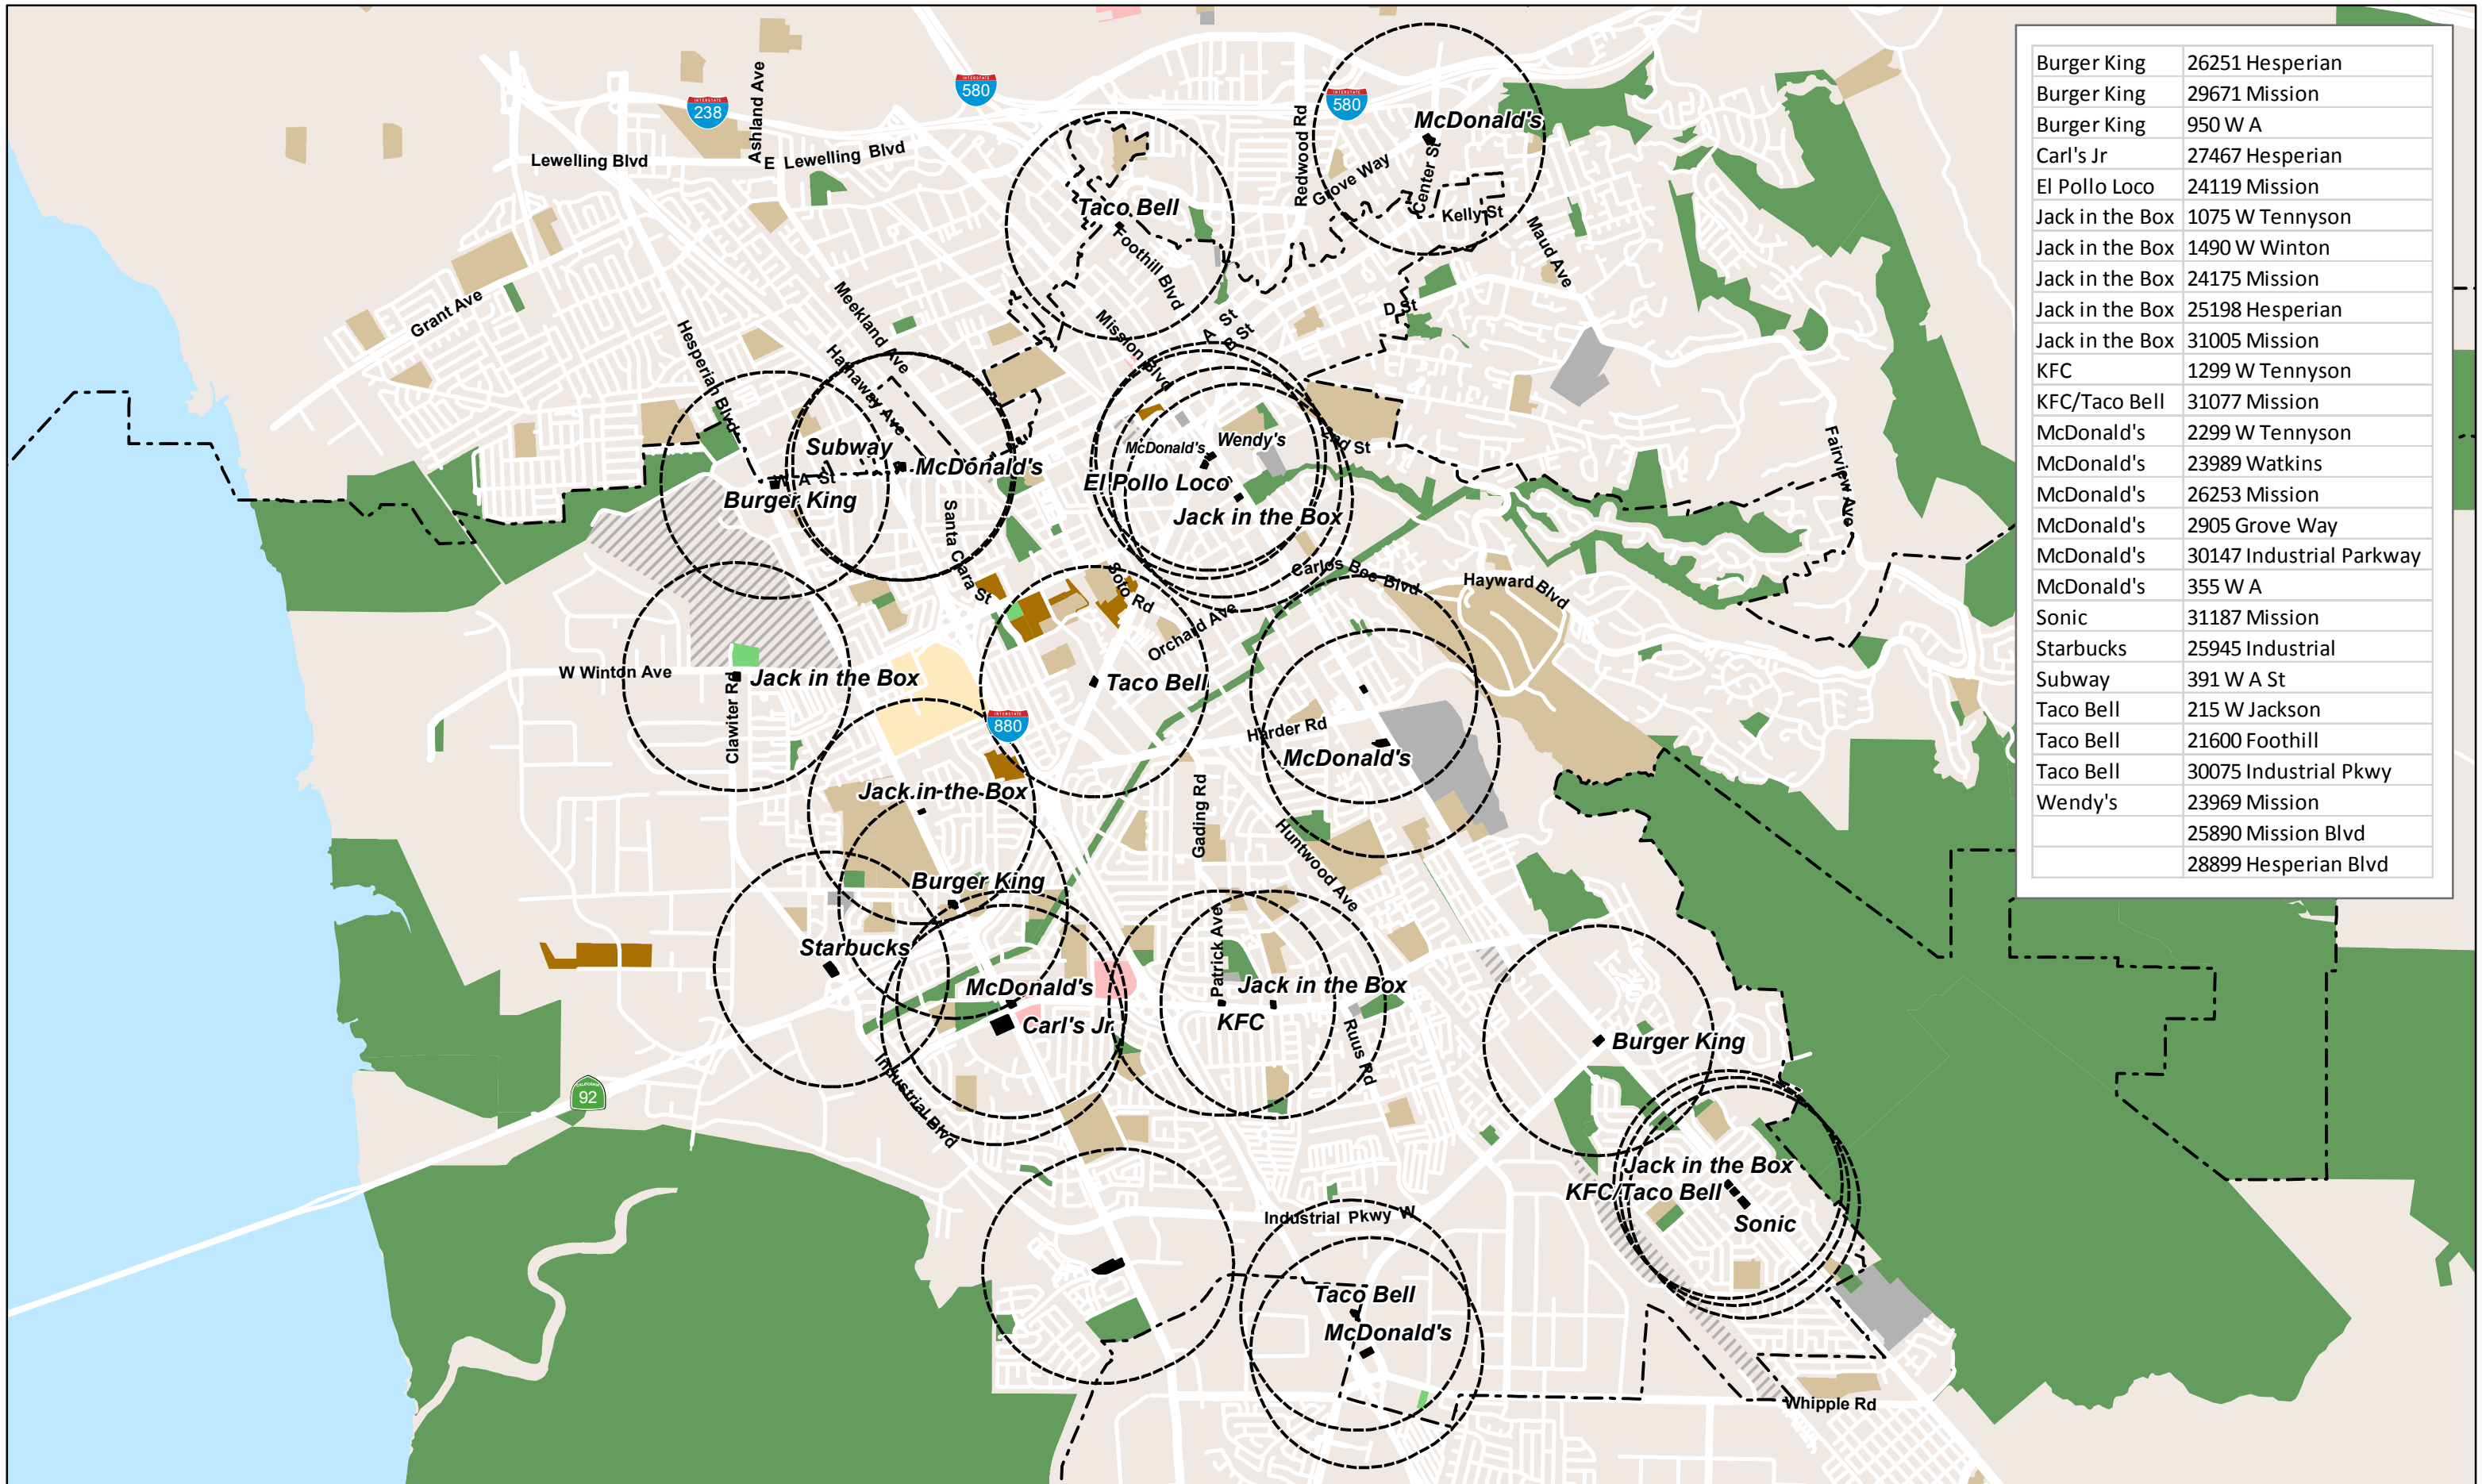 INTERSTATE
580
INTERSTATE
238
INTERSTATE
580
Ashland Ave
Lewelling Blvd
E Lewelling Blvd
Redwood Rd
McDonald's
Grove Way
Center St
Kelly St
Maud Ave
Taco Bell
Foothill Blvd
Grant Ave
Hesperian Blvd
Meekland Ave
Hathaway Ave
Mission Blvd
A St
B St
D St
2nd St
Fairview Ave
Subway
McDonald's
W A St
Burger King
McDonald's
Wendy's
El Pollo Loco
Jack in the Box
Santa Clara St
Soto Rd
Orchard Ave
Carlos Bee Blvd
Hayward Blvd
W Winton Ave
Jack in the Box
Clawiter Rd
Taco Bell
INTERSTATE
880
Harder Rd
McDonald's
Jack in the Box
Gading Rd
Huntwood Ave
Burger King
Starbucks
Patrick Ave
McDonald's
Jack in the Box
Carl's Jr
KFC
Ruus Rd
Burger King
Industrial Blvd
CALIFORNIA
92
Jack in the Box
KFC/Taco Bell
Sonic
Industrial Pkwy W
Taco Bell
McDonald's
Whipple Rd
Burger King 26251 Hesperian
Burger King 29671 Mission
Burger King 950 W A
Carl's Jr 27467 Hesperian
El Pollo Loco 24119 Mission
Jack in the Box 1075 W Tennyson
Jack in the Box 1490 W Winton
Jack in the Box 24175 Mission
Jack in the Box 25198 Hesperian
Jack in the Box 31005 Mission
KFC 1299 W Tennyson
KFC/Taco Bell 31077 Mission
McDonald's 2299 W Tennyson
McDonald's 23989 Watkins
McDonald's 26253 Mission
McDonald's 2905 Grove Way
McDonald's 30147 Industrial Parkway
McDonald's 355 W A
Sonic 31187 Mission
Starbucks 25945 Industrial
Subway 391 W A St
Taco Bell 215 W Jackson
Taco Bell 21600 Foothill
Taco Bell 30075 Industrial Pkwy
Wendy's 23969 Mission
25890 Mission Blvd
28899 Hesperian Blvd